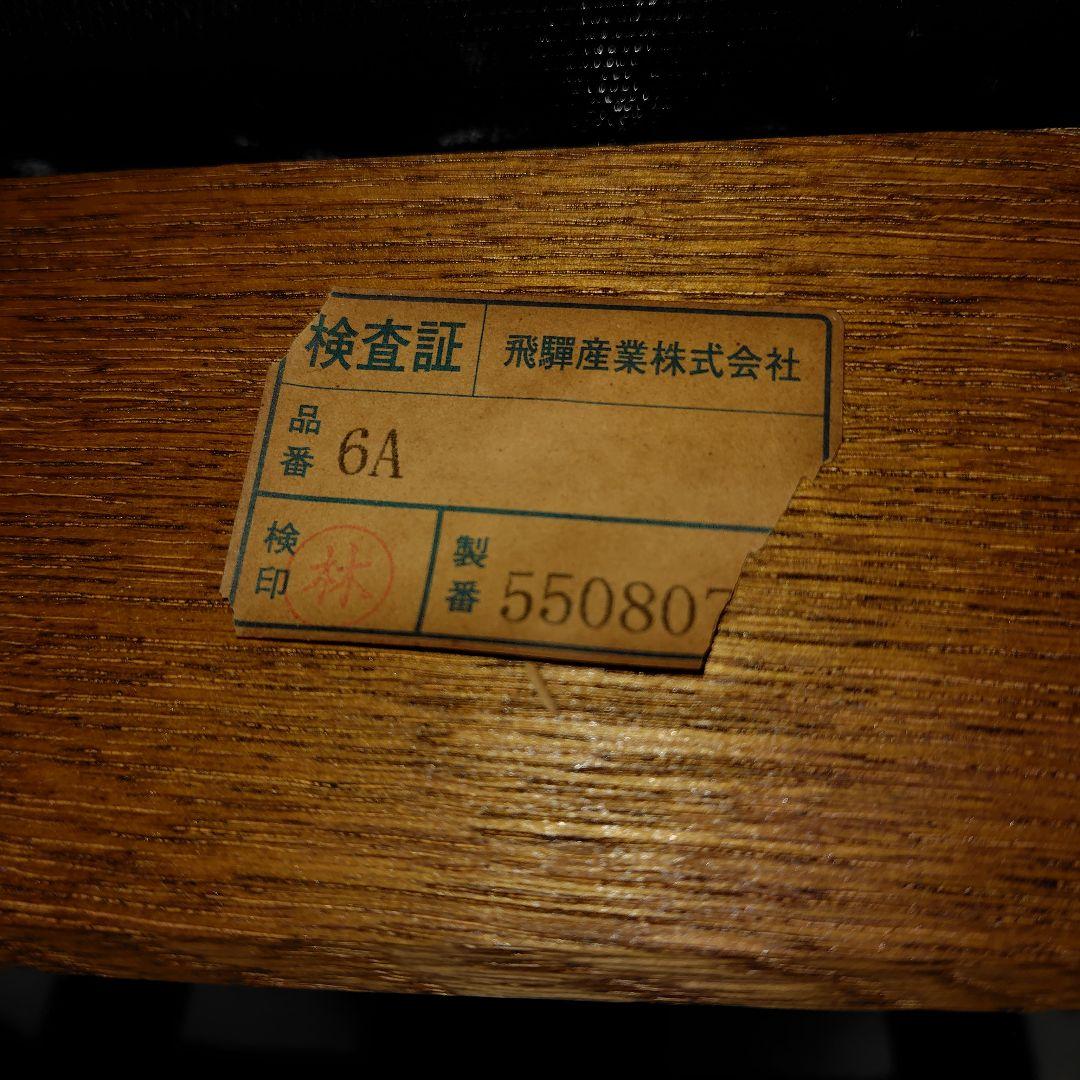 検査証 飛驒産業株式会社
品番 6A
検印 林
製番 550807